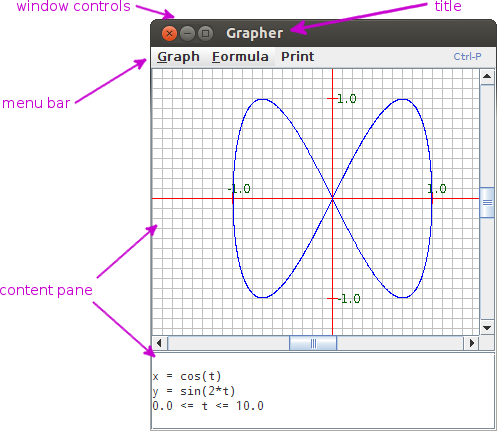 window controls
title
Grapher
Graph Formula Print Ctrl-P
menu bar
1.0
-1.0 1.0
-1.0
content pane
x = cos(t)
y = sin(2*t)
0.0 <= t <= 10.0